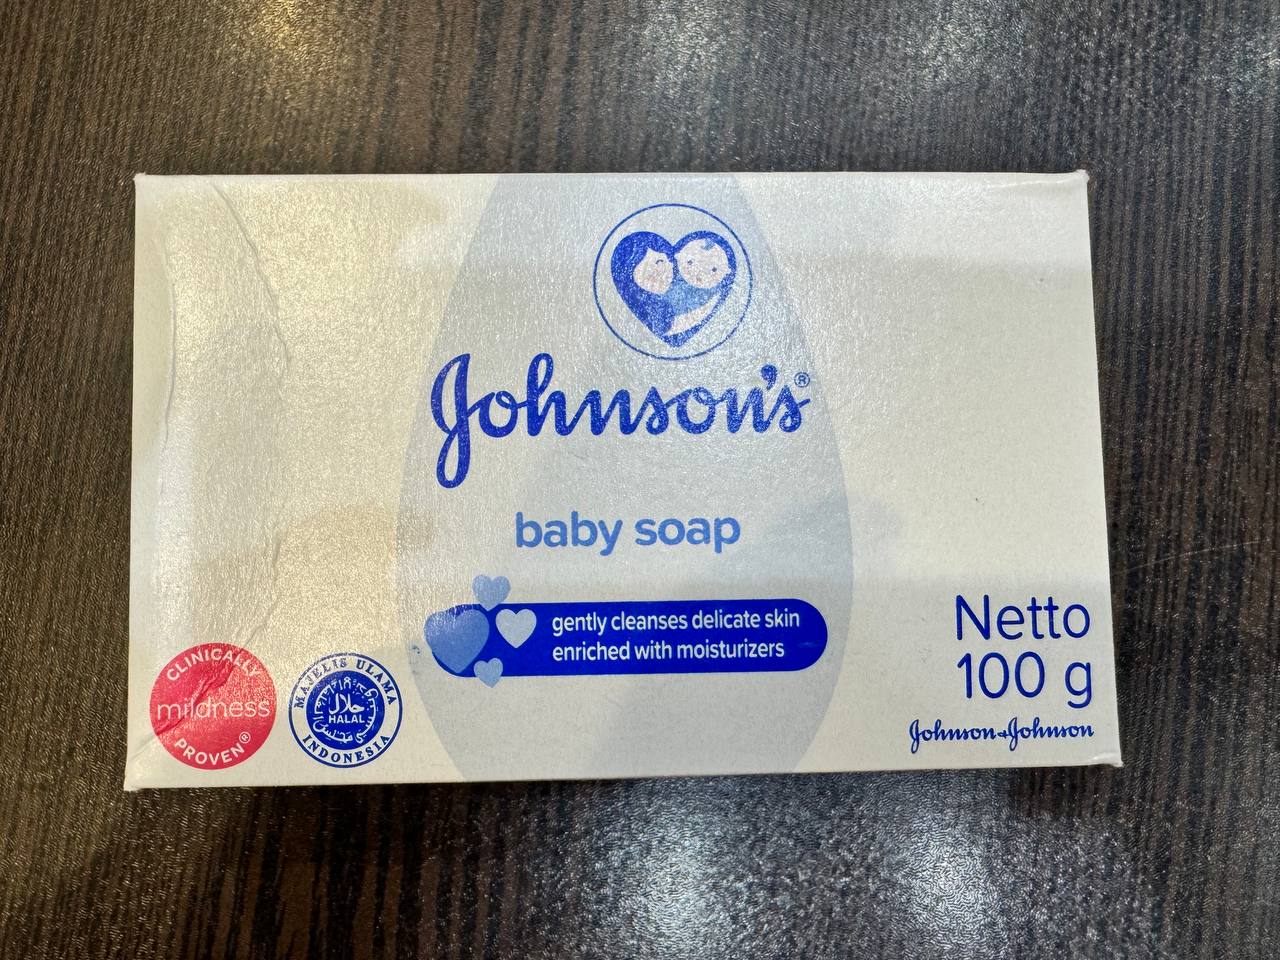 Johnson's®
baby soap
gently cleanses delicate skin
enriched with moisturizers
CLINICALLY
mildness
PROVEN®
MAJELIS ULAMA
حلال
HALAL
INDONESIA
Netto
100 g
Johnson&Johnson